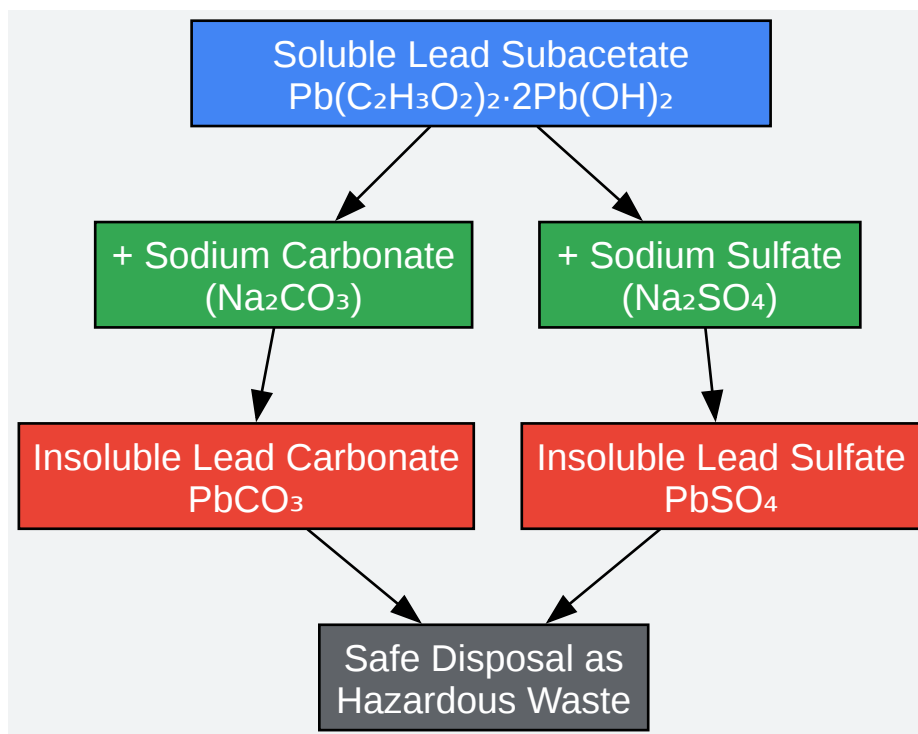 Soluble Lead Subacetate
Pb(C₂H₃O₂)₂·2Pb(OH)₂
+ Sodium Carbonate
(Na₂CO₃)
+ Sodium Sulfate
(Na₂SO₄)
Insoluble Lead Carbonate
PbCO₃
Insoluble Lead Sulfate
PbSO₄
Safe Disposal as
Hazardous Waste